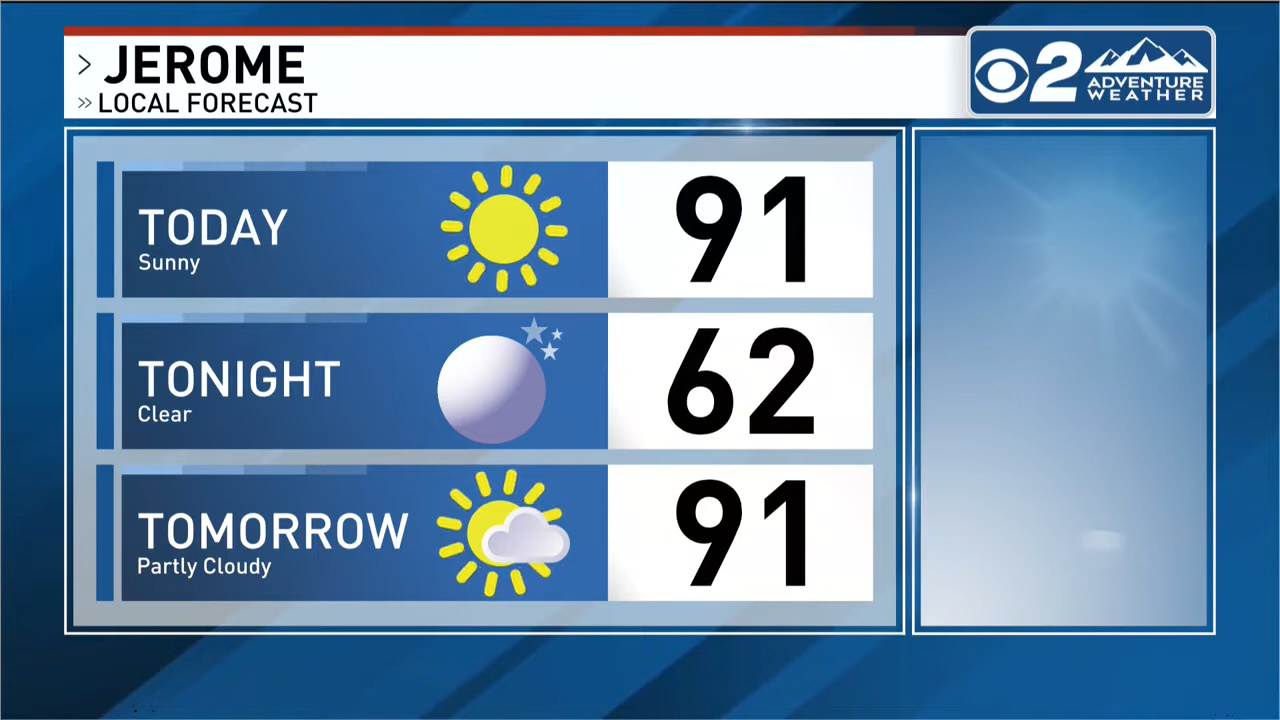 > JEROME
» LOCAL FORECAST
2 ADVENTURE
WEATHER
TODAY
Sunny
91
TONIGHT
Clear
62
TOMORROW
Partly Cloudy
91